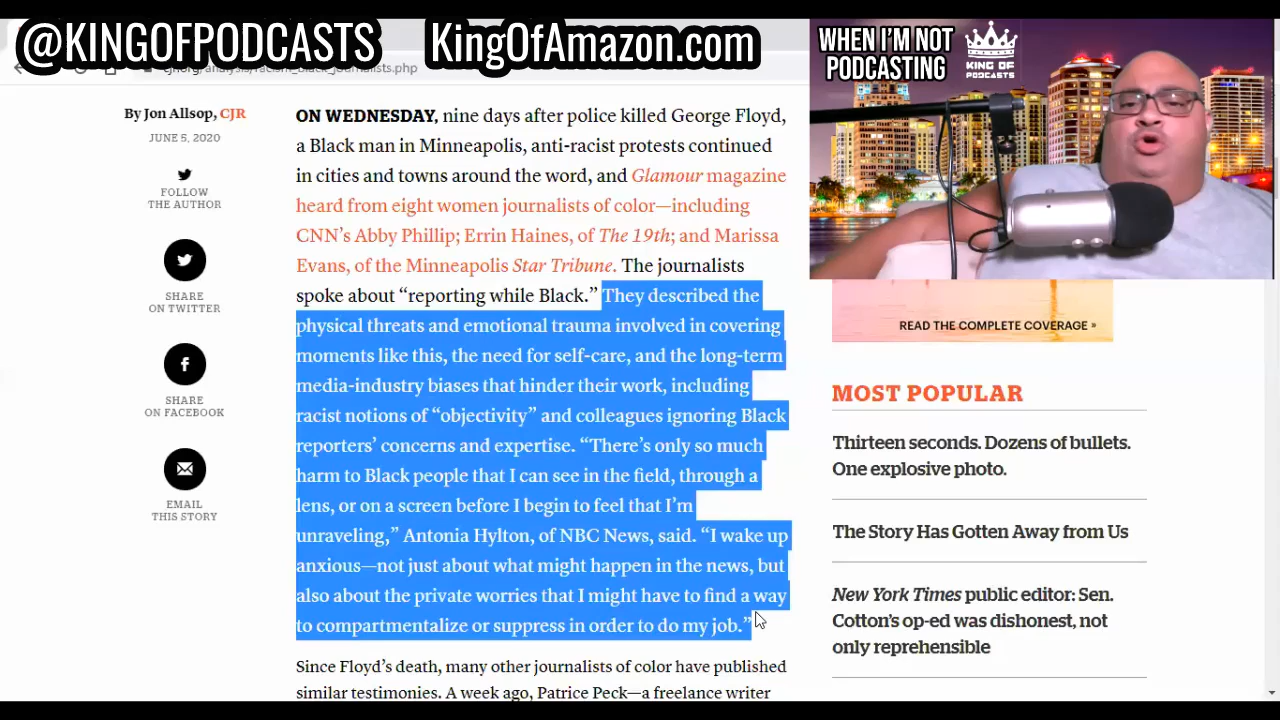 @KINGOFPODCASTS
KingOfAmazon.com
WHEN I'M NOT
PODCASTING
KING OF
PODCASTS
By Jon Allsop, CJR
JUNE 5, 2020
FOLLOW
THE AUTHOR
SHARE
ON TWITTER
SHARE
ON FACEBOOK
EMAIL
THIS STORY
ON WEDNESDAY, nine days after police killed George Floyd,
a Black man in Minneapolis, anti-racist protests continued
in cities and towns around the word, and Glamour magazine
heard from eight women journalists of color—including
CNN's Abby Phillip; Errin Haines, of The 19th; and Marissa
Evans, of the Minneapolis Star Tribune. The journalists
spoke about “reporting while Black.” They described the
physical threats and emotional trauma involved in covering
moments like this, the need for self-care, and the long-term
media-industry biases that hinder their work, including
racist notions of “objectivity” and colleagues ignoring Black
reporters' concerns and expertise. “There's only so much
harm to Black people that I can see in the field, through a
lens, or on a screen before I begin to feel that I'm
unraveling,” Antonia Hylton, of NBC News, said. “I wake up
anxious—not just about what might happen in the news, but
also about the private worries that I might have to find a way
to compartmentalize or suppress in order to do my job.”
Since Floyd's death, many other journalists of color have published
similar testimonies. A week ago, Patrice Peck—a freelance writer
READ THE COMPLETE COVERAGE »
MOST POPULAR
Thirteen seconds. Dozens of bullets.
One explosive photo.
The Story Has Gotten Away from Us
New York Times public editor: Sen.
Cotton's op-ed was dishonest, not
only reprehensible